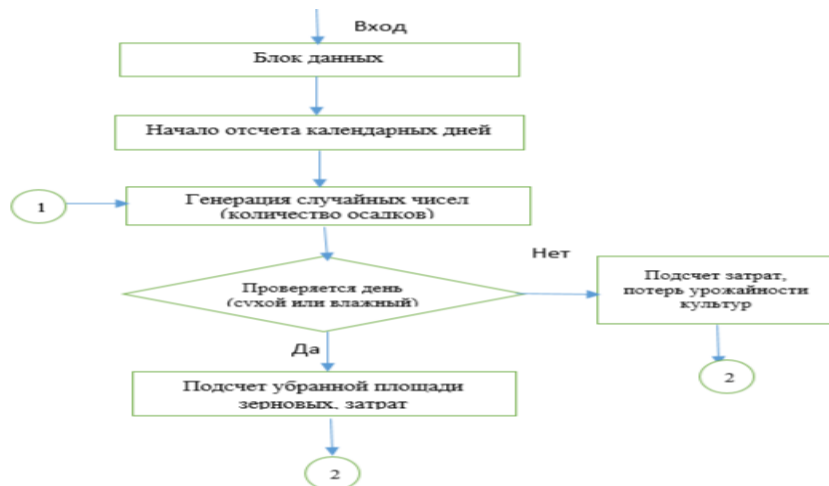 Вход
Блок данных
Начало отсчета календарных дней
1
Генерация случайных чисел
(количество осадков)
Нет
Проверяется день
(сухой или влажный)
Подсчет затрат,
потерь урожайности
культур
Да
2
Подсчет убранной площади
зерновых, затрат
2